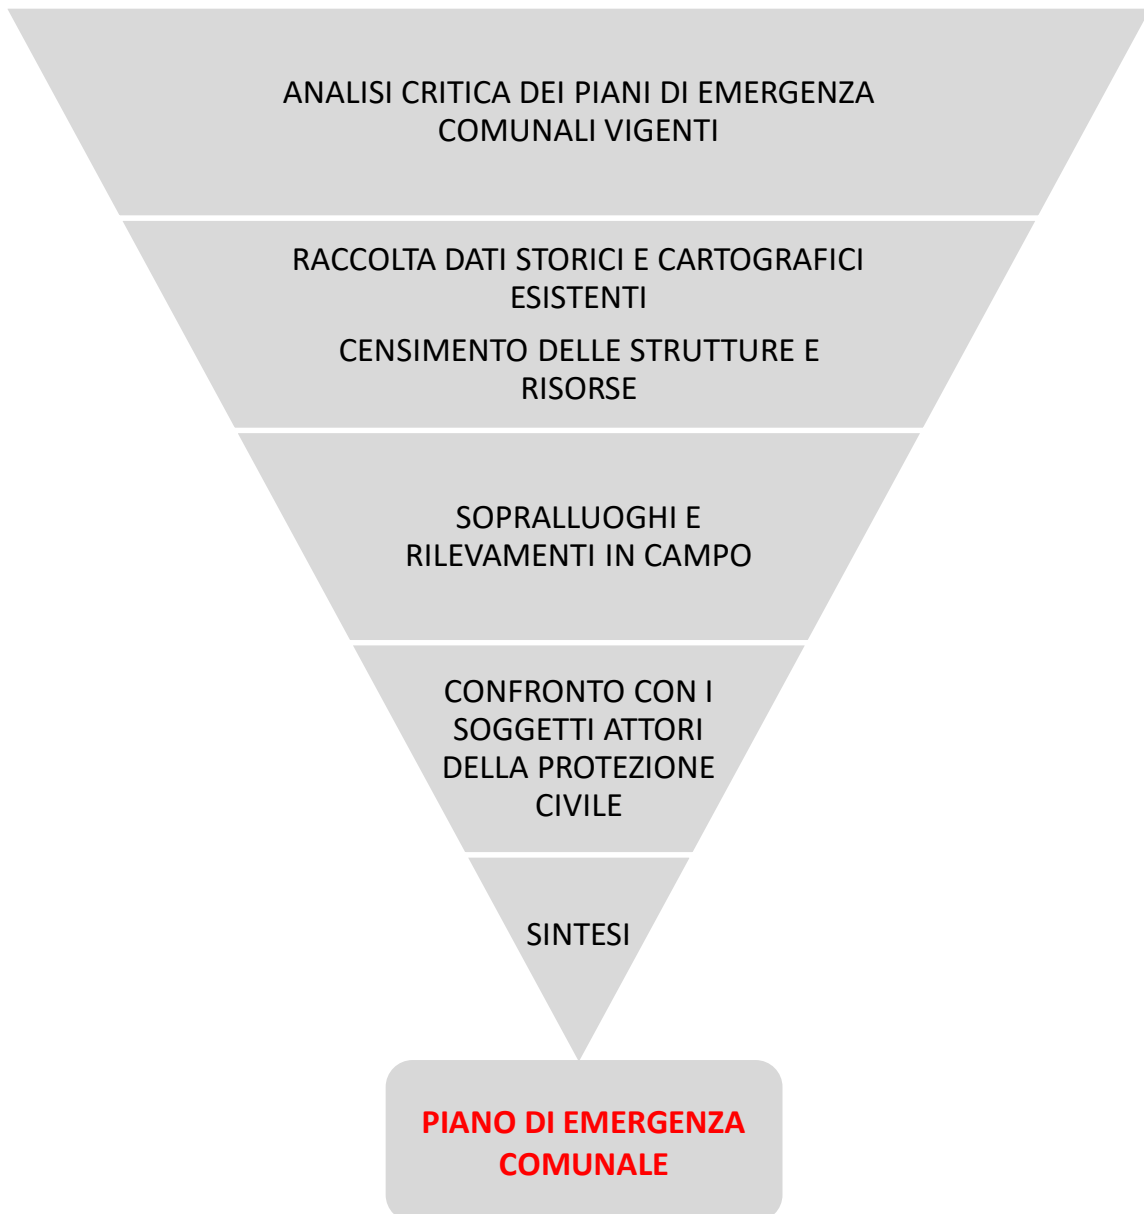 ANALISI CRITICA DEI PIANI DI EMERGENZA
COMUNALI VIGENTI
RACCOLTA DATI STORICI E CARTOGRAFICI
ESISTENTI
CENSIMENTO DELLE STRUTTURE E
RISORSE
SOPRALLUOGHI E
RILEVAMENTI IN CAMPO
CONFRONTO CON I
SOGGETTI ATTORI
DELLA PROTEZIONE
CIVILE
SINTESI
PIANO DI EMERGENZA
COMUNALE